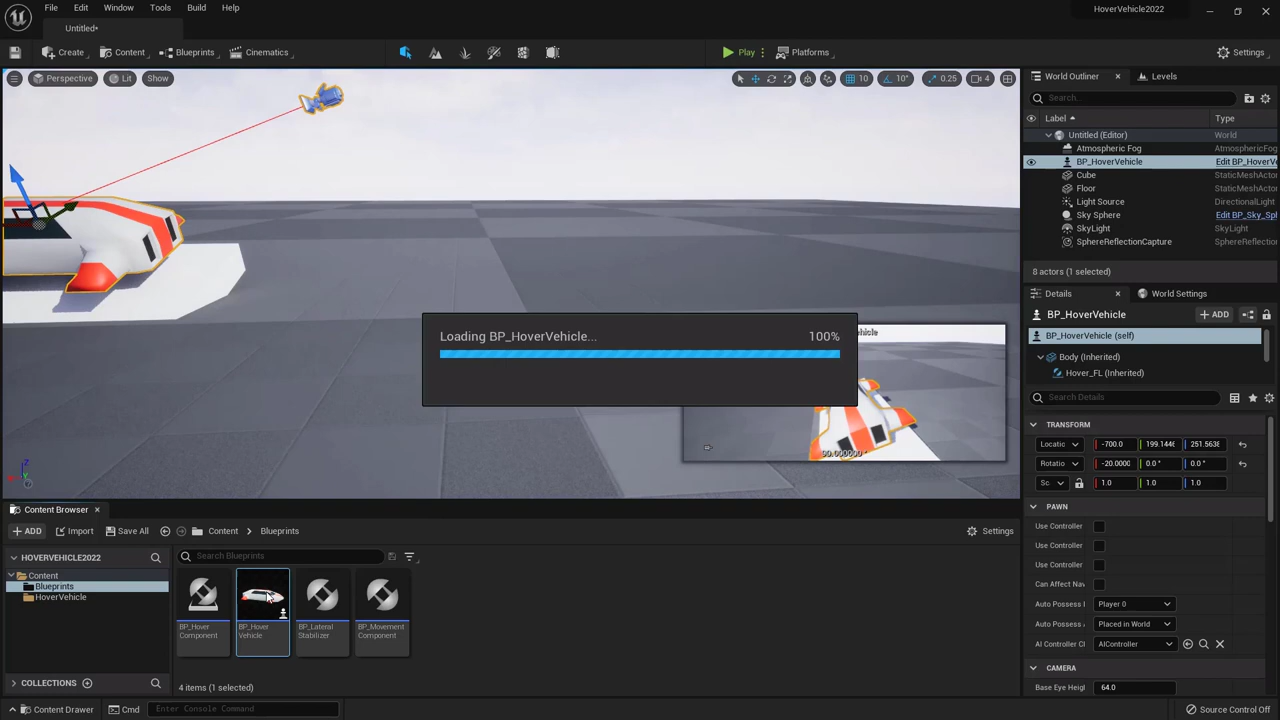 File Edit Window Tools Build Help
HoverVehicle2022
Untitled*
Create Content Blueprints Cinematics Play Platforms Settings
Perspective Lit Show 10 10° 0.25 4
World Outliner Levels
Search...
Label Type
Untitled (Editor) World
Atmospheric Fog AtmosphericFog
BP_HoverVehicle Edit BP_HoverV
Cube StaticMeshActor
Floor StaticMeshActor
Light Source DirectionalLight
Sky Sphere Edit BP_Sky_Sp
SkyLight SkyLight
SphereReflectionCapture SphereReflectio
8 actors (1 selected)
Details World Settings
BP_HoverVehicle ADD
BP_HoverVehicle (self)
Body (Inherited)
Hover_FL (Inherited)
Search Details
TRANSFORM
Locatio -700.0 199.1446 251.5636
Rotatio -20.0000 0.0 ° 0.0 °
Sc 1.0 1.0 1.0
PAWN
Use Controller
Use Controller
Use Controller
Can Affect Nav
Auto Possess Player 0
Auto Possess Placed in World
AI Controller Cl AIController
CAMERA
Base Eye Heigh 64.0
Loading BP_HoverVehicle... 100%
ehicle
90.000000 °
Content Browser
ADD Import Save All Content Blueprints Settings
HOVERVEHICLE2022
Search Blueprints
Content
Blueprints
HoverVehicle
BP_Hover Component
BP_Hover Vehicle
BP_Lateral Stabilizer
BP_Movement Component
4 items (1 selected)
COLLECTIONS
Content Drawer Cmd Enter Console Command Source Control Off